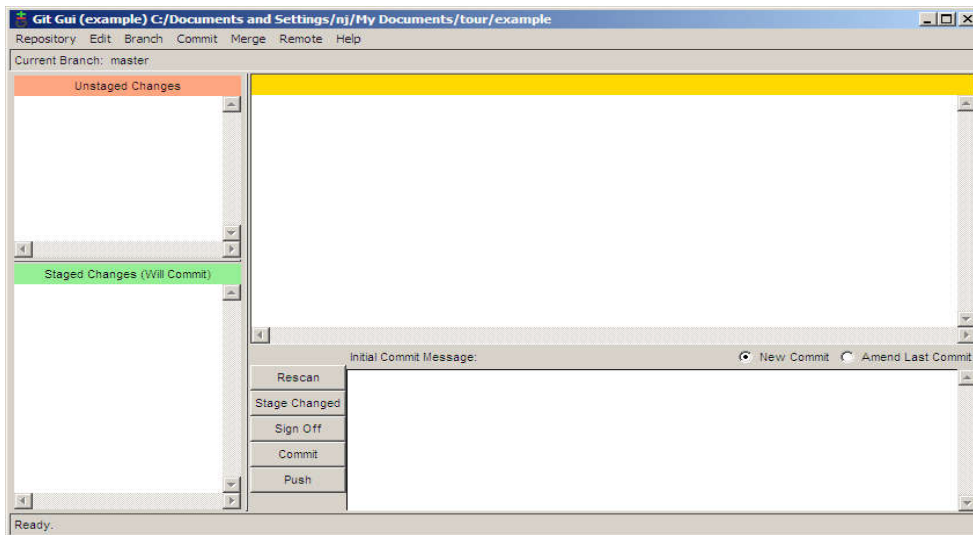 Git Gui (example) C:/Documents and Settings/nj/My Documents/tour/example
Repository Edit Branch Commit Merge Remote Help
Current Branch: master
Unstaged Changes
Staged Changes (Will Commit)
Initial Commit Message:
New Commit
Amend Last Commit
Rescan
Stage Changed
Sign Off
Commit
Push
Ready.